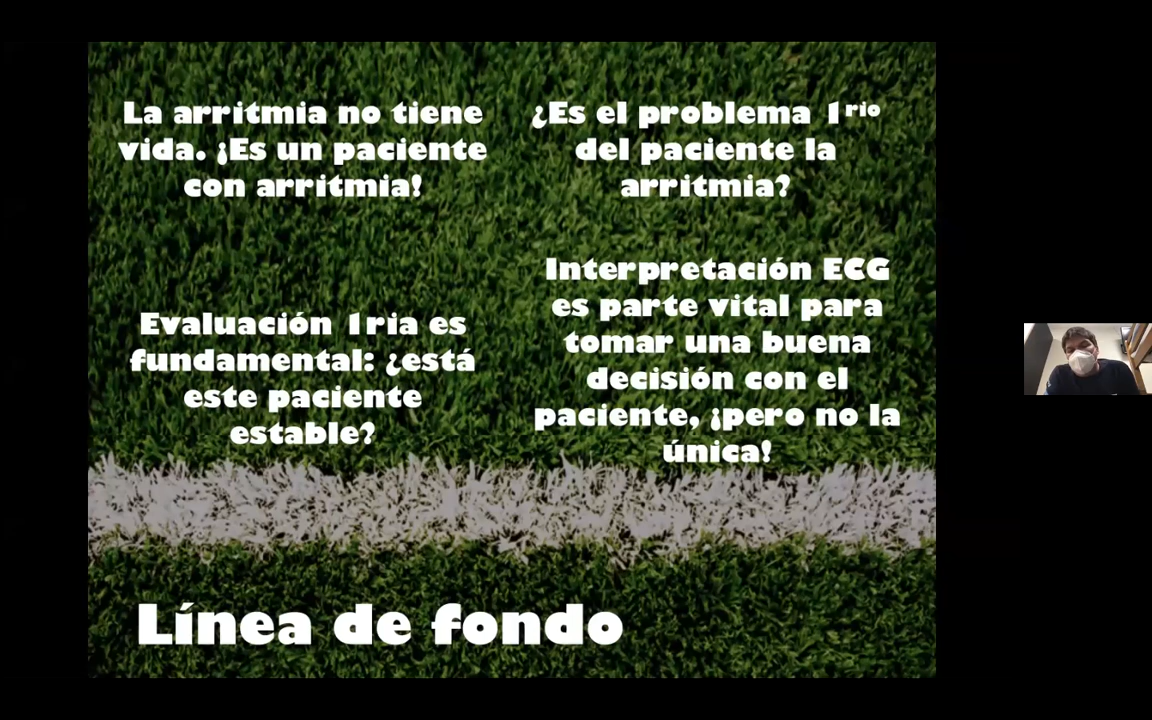 La arritmia no tiene
vida. ¡Es un paciente
con arritmia!
¿Es el problema 1rio
del paciente la
arritmia?
Evaluación 1ria es
fundamental: ¿está
este paciente
estable?
Interpretación ECG
es parte vital para
tomar una buena
decisión con el
paciente, ¡pero no la
única!
Línea de fondo